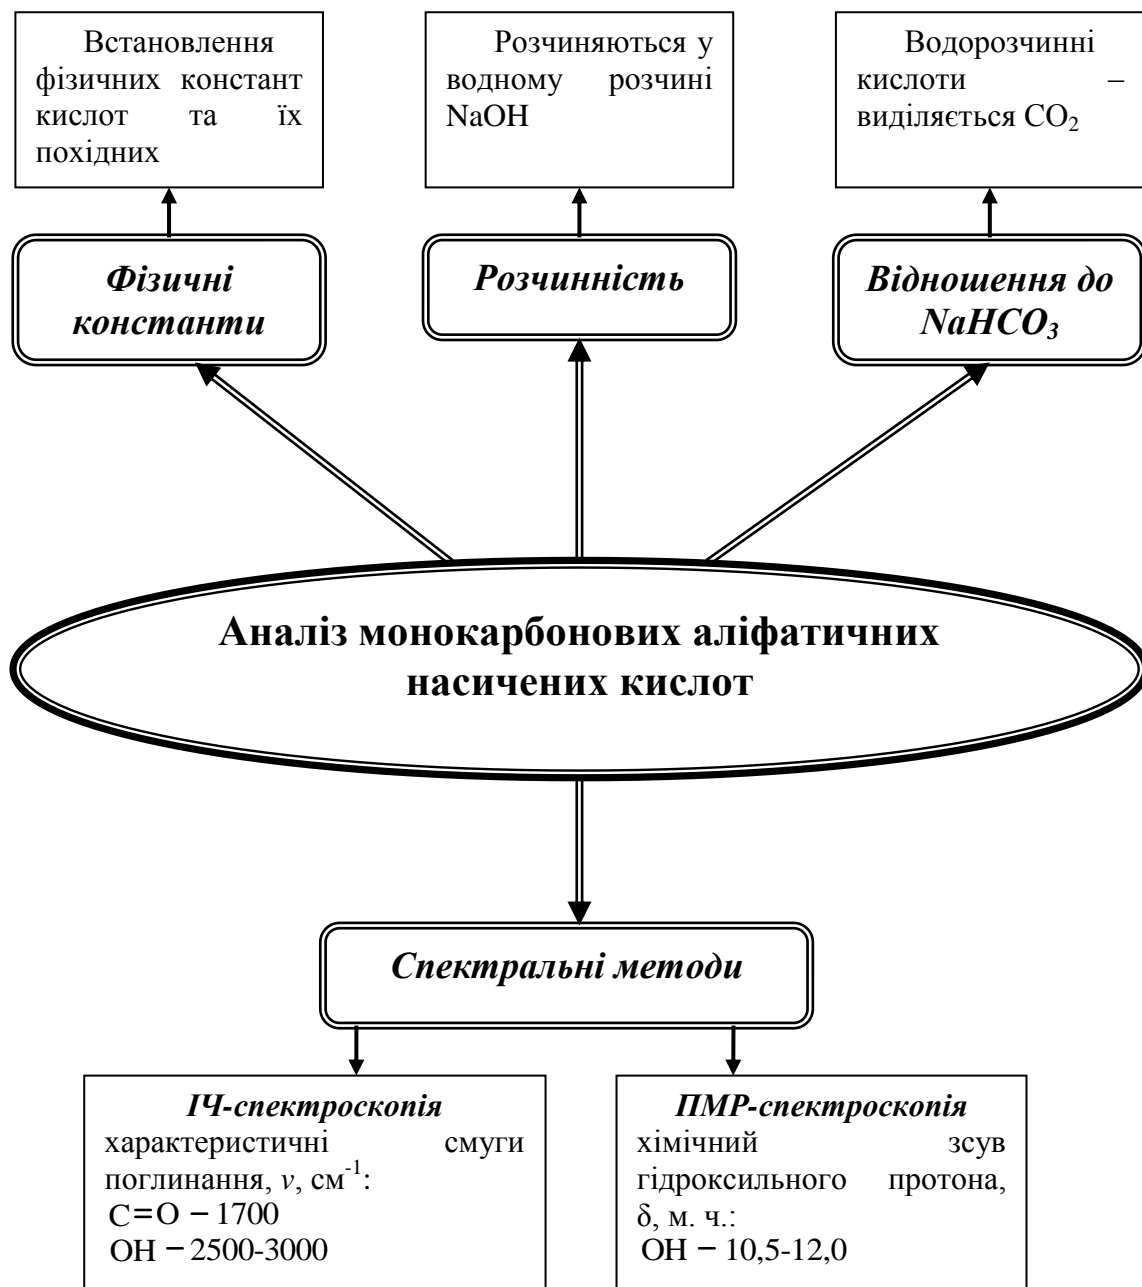 Встановлення
фізичних констант
кислот та їх
похідних
Розчиняються у
водному розчині
NaOH
Водорозчинні
кислоти –
виділяється CO₂
Фізичні
константи
Розчинність
Відношення до
NaHCO₃
Аналіз монокарбонових аліфатичних
насичених кислот
Спектральні методи
ІЧ-спектроскопія
характеристичні смуги
поглинання, ν, см⁻¹:
C=O – 1700
OH – 2500-3000
ПМР-спектроскопія
хімічний зсув
гідроксильного протона,
δ, м. ч.:
OH – 10,5-12,0